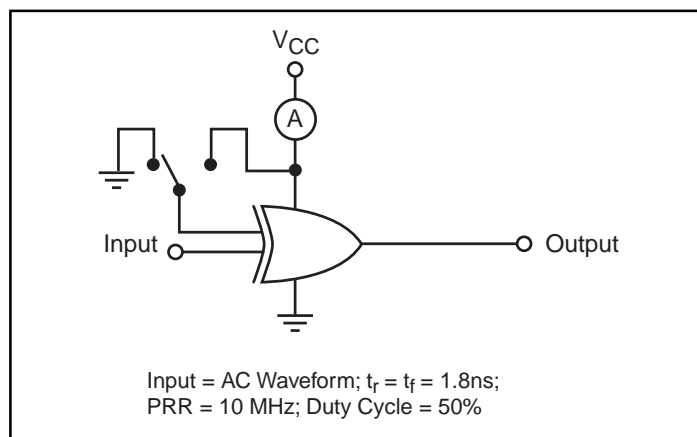 VCC
A
Input
Output
Input = AC Waveform; tr = tf = 1.8ns;
PRR = 10 MHz; Duty Cycle = 50%